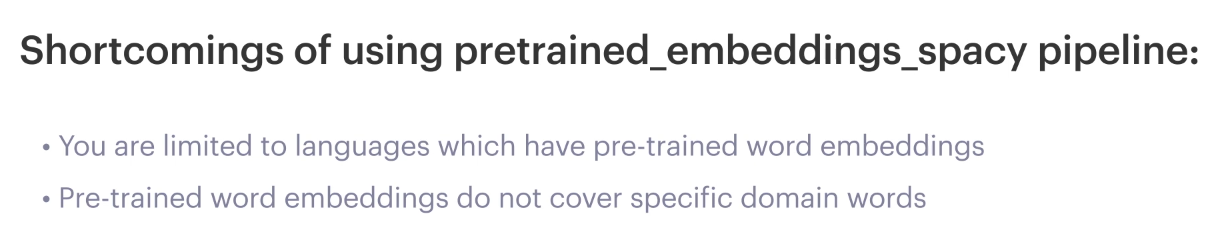 Shortcomings of using pretrained_embeddings_spacy pipeline:
• You are limited to languages which have pre-trained word embeddings
• Pre-trained word embeddings do not cover specific domain words